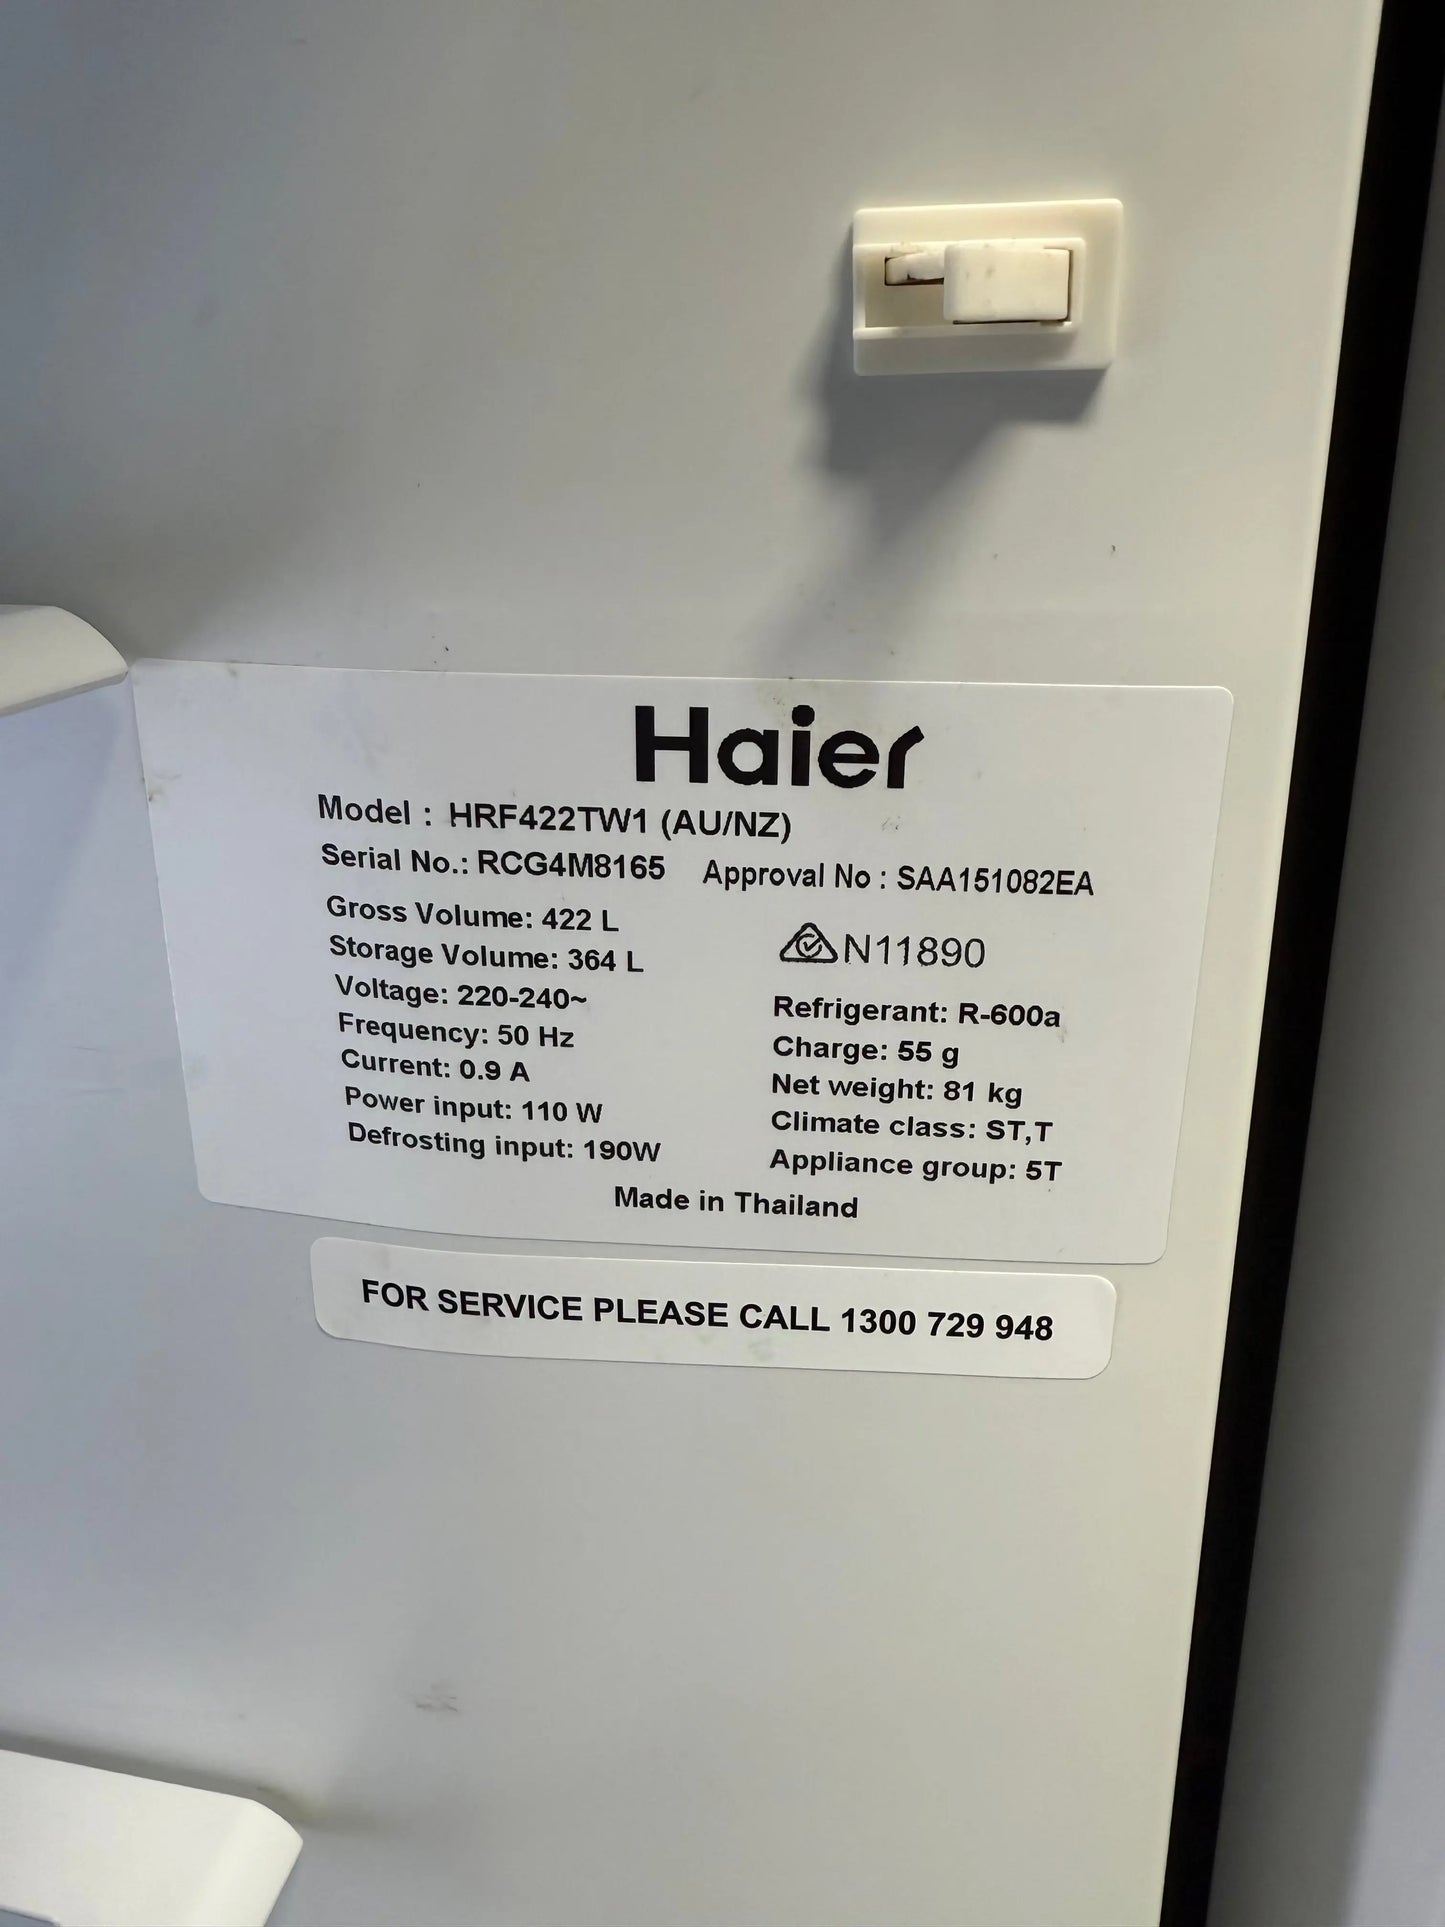 Haier
Model : HRF422TW1 (AU/NZ)
Serial No.: RCG4M8165 Approval No : SAA151082EA
Gross Volume: 422 L
Storage Volume: 364 L
Voltage: 220-240~
Frequency: 50 Hz
Current: 0.9 A
Power input: 110 W
Defrosting input: 190W
N11890
Refrigerant: R-600a
Charge: 55 g
Net weight: 81 kg
Climate class: ST,T
Appliance group: 5T
Made in Thailand
FOR SERVICE PLEASE CALL 1300 729 948